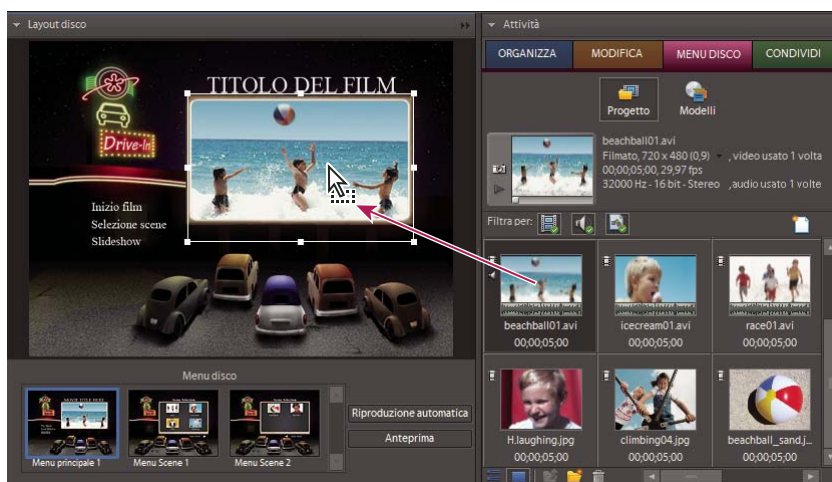 Layout disco
TITOLO DEL FILM
Drive-In
Inizio film
Selezione scene
Slideshow
Menu disco
Menu principale 1
Menu Scene 1
Menu Scene 2
Riproduzione automatica
Anteprima
Attività
ORGANIZZA
MODIFICA
MENU DISCO
CONDIVIDI
Progetto
Modelli
beachball01.avi
Filmato, 720 x 480 (0,9) , video usato 1 volta
00;00;05;00, 29,97 fps
32000 Hz - 16 bit - Stereo ,audio usato 1 volte
Filtra per:
beachball01.avi
00;00;05;00
icecream01.avi
00;00;05;00
race01.avi
00;00;05;00
H.laughing.jpg
00;00;05;00
climbing04.jpg
00;00;05;00
beachball_sand.j...
00;00;05;00